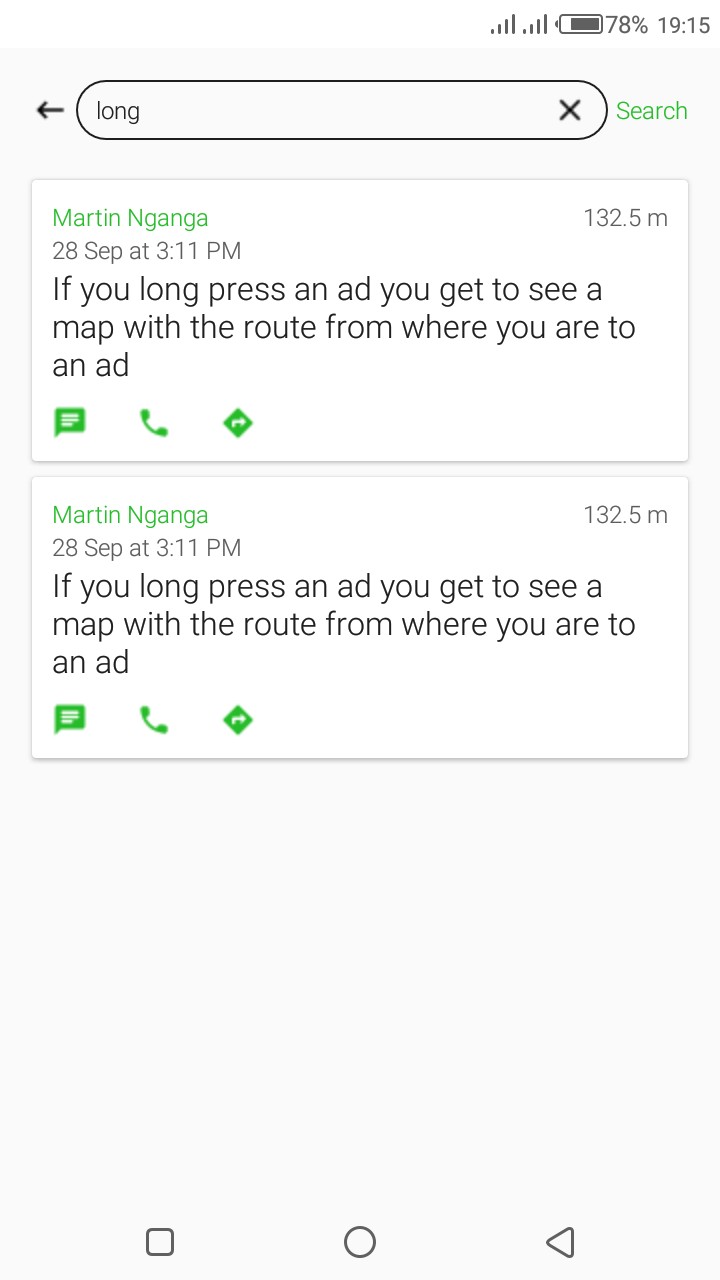 78% 19:15
long
Search
Martin Nganga
132.5 m
28 Sep at 3:11 PM
If you long press an ad you get to see a
map with the route from where you are to
an ad
Martin Nganga
132.5 m
28 Sep at 3:11 PM
If you long press an ad you get to see a
map with the route from where you are to
an ad